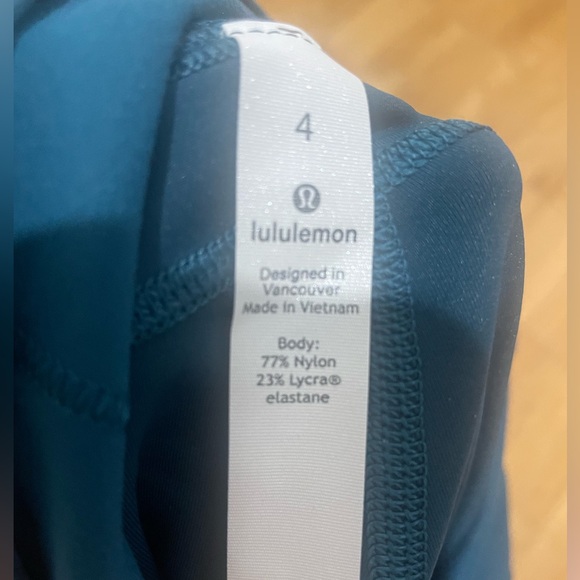 4
lululemon
Designed in
Vancouver
Made in Vietnam
Body:
77% Nylon
23% Lycra®
elastane